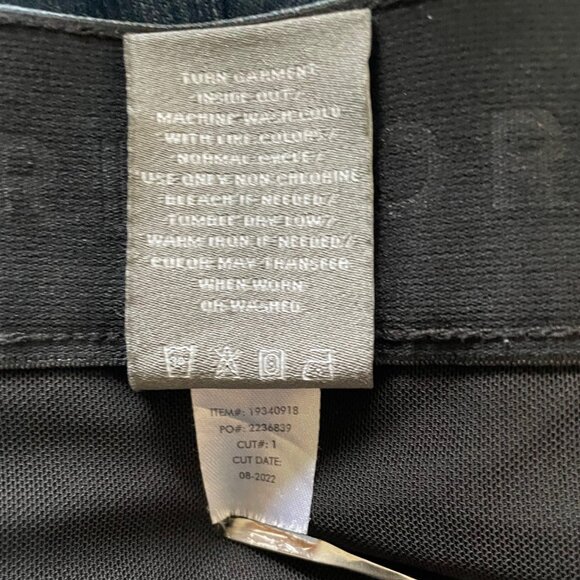 TURN GARMENT
INSIDE OUT/
MACHINE WASH COLD
WITH LIKE COLORS/
NORMAL CYCLE/
USE ONLY NON CHLORINE
BLEACH IF NEEDED/
TUMBLE DRY LOW/
WARM IRON IF NEEDED/
COLOR MAY TRANSFER
WHEN WORN
OR WASHED
ITEM#: 19340918
PO#: 2236839
CUT#: 1
CUT DATE:
08-2022